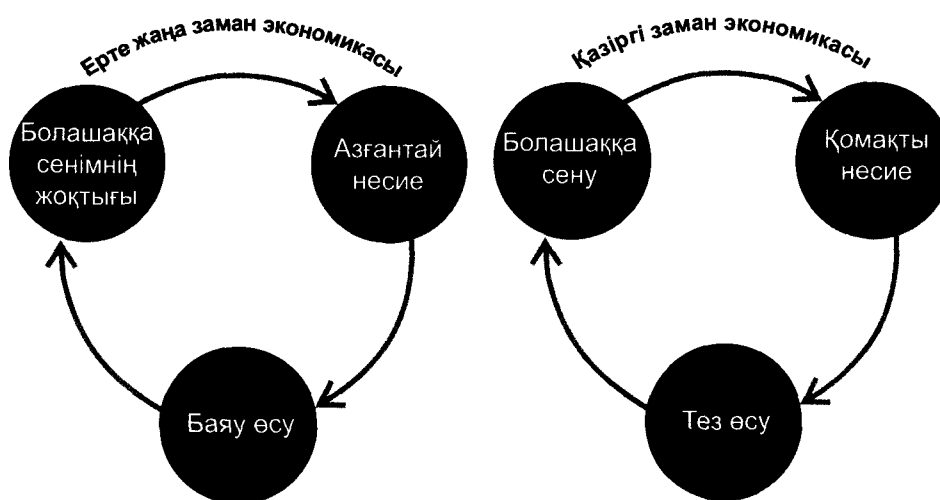 Ерте жаңа заман экономикасы
Болашаққа
сенімнің
жоқтығы
Азғантай
несие
Баяу өсу
Қазіргі заман экономикасы
Болашаққа
сену
Қомақты
несие
Тез өсу